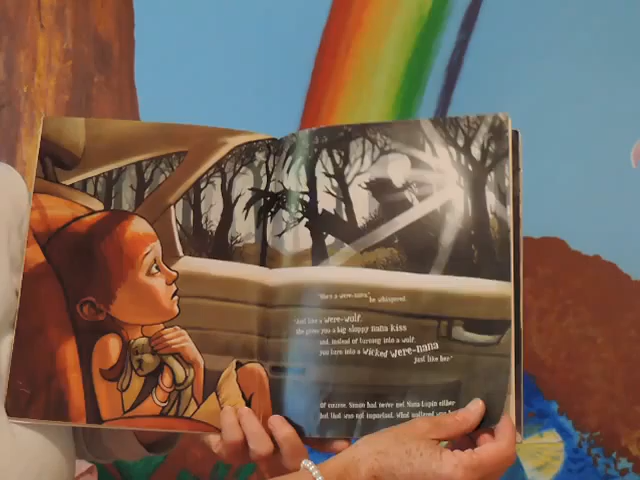 "She's a were-nana," he whispered.
"Just like a were-wolf.
She gives you a big sloppy nana kiss
and, instead of turning into a wolf,
you turn into a wicked were-nana
just like her."
Of course, Simon had never met Nana Lupin either
but that was not important. What mattered was